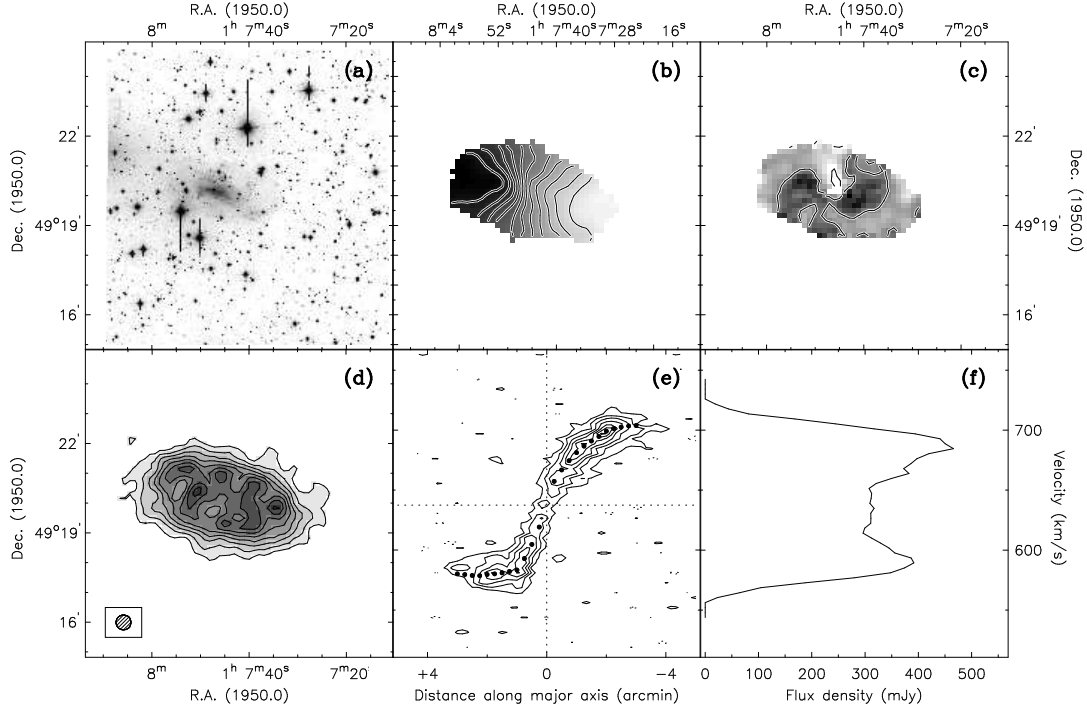 R.A. (1950.0) R.A. (1950.0) R.A. (1950.0)
8ᵐ 1ʰ 7ᵐ40ˢ 7ᵐ20ˢ 8ᵐ4ˢ 52ˢ 1ʰ 7ᵐ40ˢ 7ᵐ28ˢ 16ˢ 8ᵐ 1ʰ 7ᵐ40ˢ 7ᵐ20ˢ
(a) (b) (c)
Dec. (1950.0)
22'
49°19'
16'
22'
49°19'
16'
Dec. (1950.0)
(d) (e) (f)
Dec. (1950.0)
22'
49°19'
16'
700
600
Velocity (km/s)
8ᵐ 1ʰ 7ᵐ40ˢ 7ᵐ20ˢ +4 0 −4 0 100 200 300 400 500
R.A. (1950.0) Distance along major axis (arcmin) Flux density (mJy)